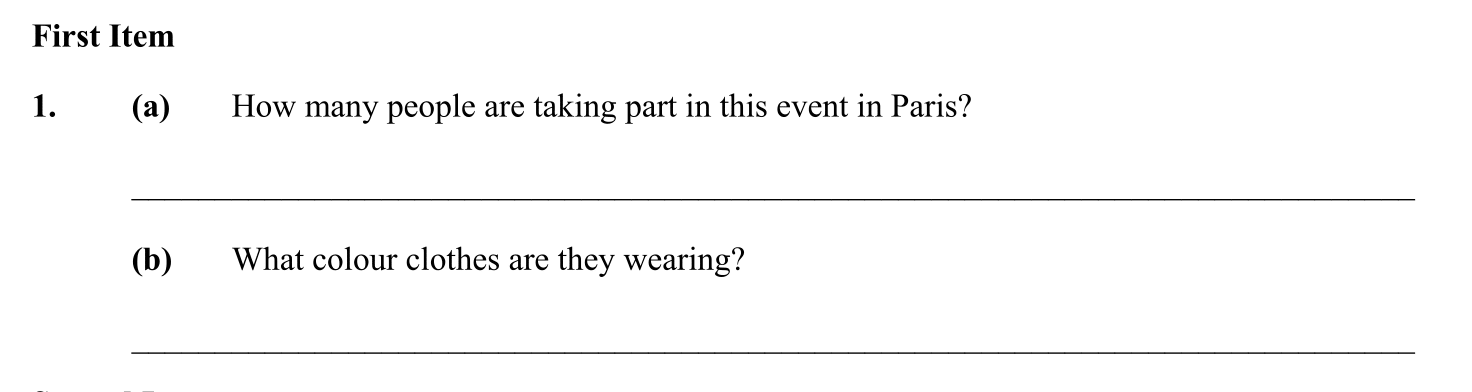 First Item
1. (a) How many people are taking part in this event in Paris?
(b) What colour clothes are they wearing?